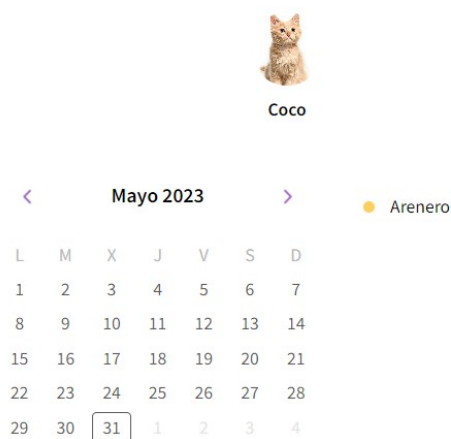 Coco
Mayo 2023
Arenero
L M X J V S D
1 2 3 4 5 6 7
8 9 10 11 12 13 14
15 16 17 18 19 20 21
22 23 24 25 26 27 28
29 30 31 1 2 3 4